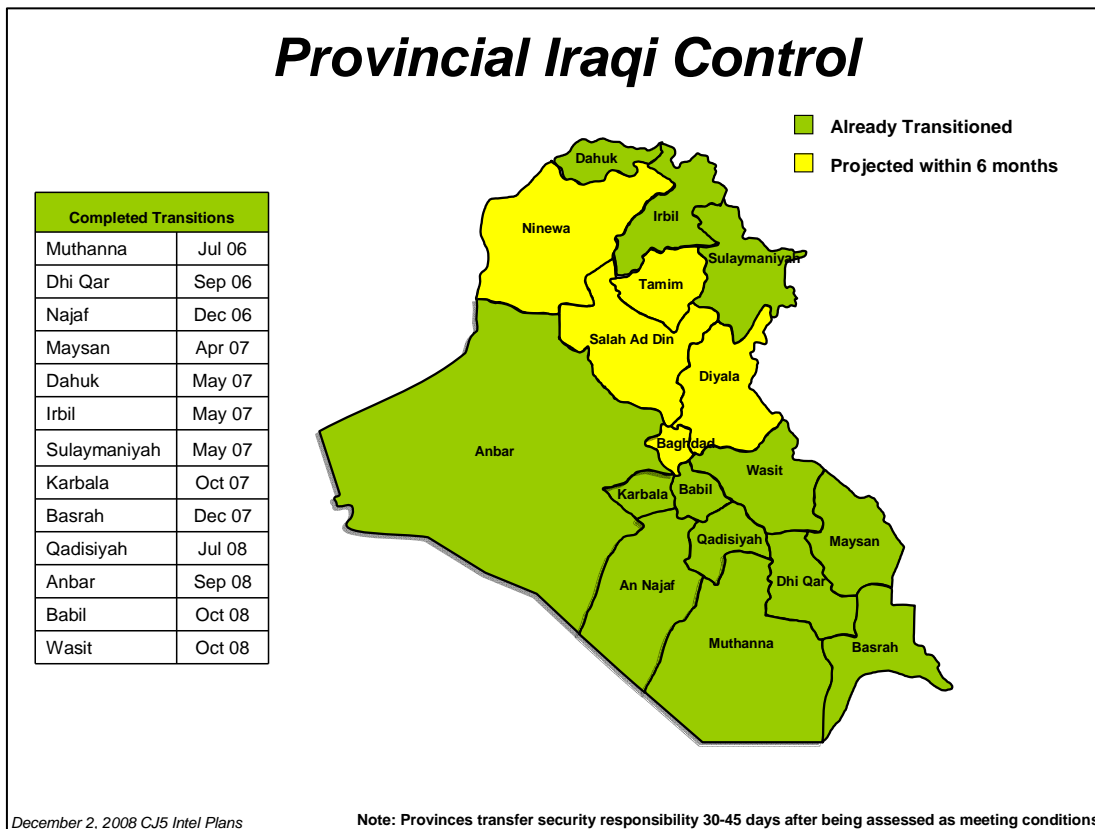 Provincial Iraqi Control
Already Transitioned
Projected within 6 months
Completed Transitions
Muthanna Jul 06
Dhi Qar Sep 06
Najaf Dec 06
Maysan Apr 07
Dahuk May 07
Irbil May 07
Sulaymaniyah May 07
Karbala Oct 07
Basrah Dec 07
Qadisiyah Jul 08
Anbar Sep 08
Babil Oct 08
Wasit Oct 08
Dahuk
Ninewa
Irbil
Sulaymaniyah
Tamim
Salah Ad Din
Diyala
Baghdad
Anbar
Wasit
Karbala
Babil
Qadisiyah
Maysan
An Najaf
Dhi Qar
Muthanna
Basrah
December 2, 2008 CJ5 Intel Plans
Note: Provinces transfer security responsibility 30-45 days after being assessed as meeting conditions